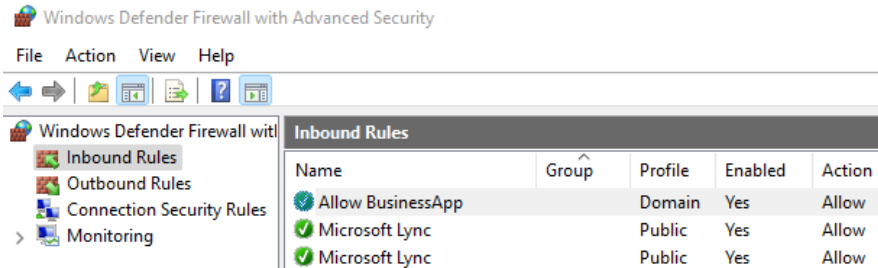 Windows Defender Firewall with Advanced Security
File Action View Help
Windows Defender Firewall witl
Inbound Rules
Outbound Rules
Connection Security Rules
Monitoring
Inbound Rules
Name Group Profile Enabled Action
Allow BusinessApp Domain Yes Allow
Microsoft Lync Public Yes Allow
Microsoft Lync Public Yes Allow